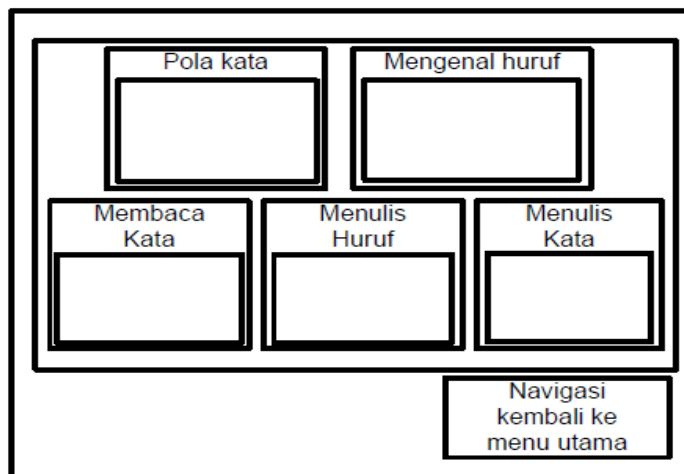 Pola kata
Mengenal huruf
Membaca
Kata
Menulis
Huruf
Menulis
Kata
Navigasi
kembali ke
menu utama